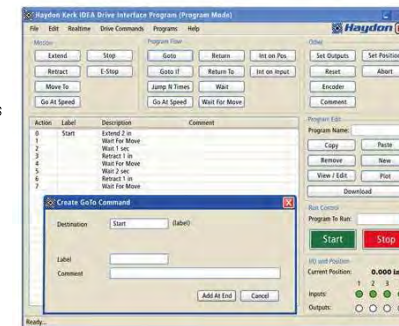 Haydon Kerk IDEA Drive Interface Program (Program Mode)
File Edit Realtime Drive Commands Programs Help
Haydon
Motion
Extend Stop
Retract E-Stop
Move To
Go At Speed
Program Flow
Goto Return Int on Pos
Goto If Return To Int on Input
Jump N Times Wait
Go At Speed Wait For Move
Other
Set Outputs Set Position
Reset Abort
Encoder
Comment
Action Label Description Comment
0 Start Extend 2 in
1 Wait For Move
2 Wait 1 sec
3 Retract 1 in
4 Wait For Move
5 Wait 2 sec
6 Retract 1 in
7 Wait For Move
Program Edit
Program Name:
Copy Paste
Remove New
View / Edit Plot
Download
Run Control
Program To Run:
Start Stop
I/O and Position
Current Position: 0.000
1 2 3
Inputs:
Outputs:
Create GoTo Command
Destination Start (label)
Label
Comment
Add At End Cancel
Ready...
s